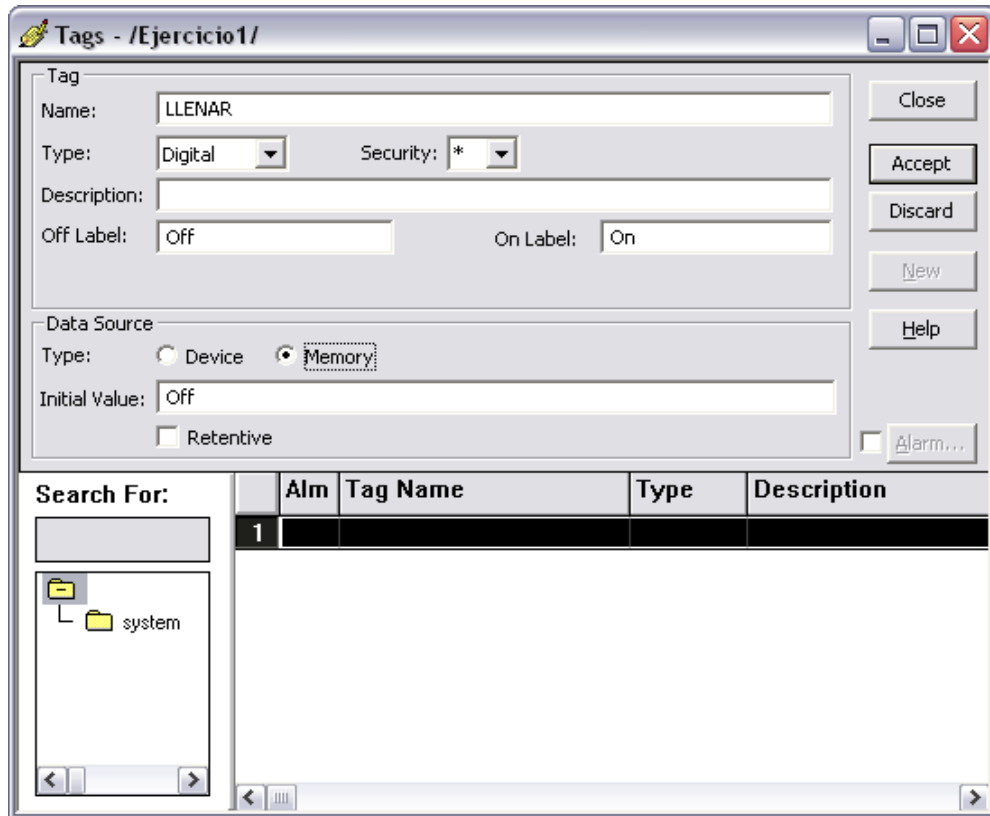 Tags - /Ejercicio1/
Tag
Name: LLENAR
Close
Type: Digital Security: *
Accept
Description:
Discard
Off Label: Off On Label: On
New
Data Source
Help
Type: Device Memory
Initial Value: Off
Retentive
Alarm...
Search For:
Alm Tag Name Type Description
1
system